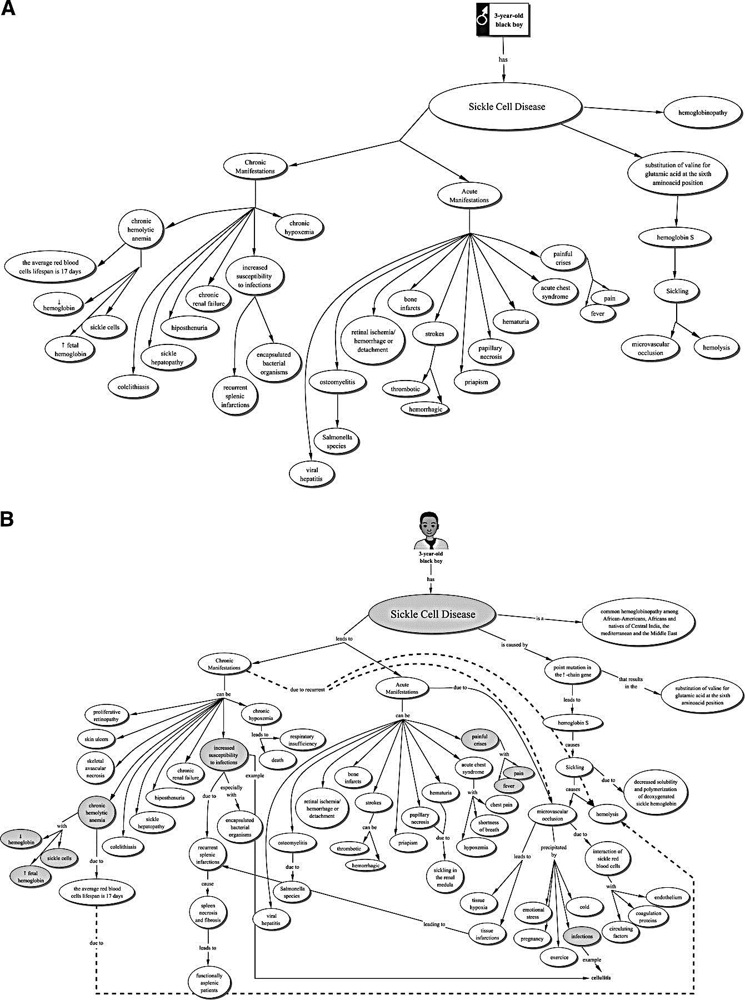 A
3-year-old
black boy
has
Sickle Cell Disease
hemoglobinopathy
Chronic
Manifestations
substitution of valine for
glutamic acid at the sixth
aminoacid position
Acute
Manifestations
chronic
hemolytic
anemia
chronic
hypoxemia
hemoglobin S
the average red blood
cells lifespan is 17 days
increased
susceptibility
to infections
painful
crises
↓
hemoglobin
chronic
renal failure
bone
infarcts
acute chest
syndrome
pain
fever
Sickling
sickle cells
hiposthenuria
retinal ischemia/
hemorrhage or
detachment
strokes
hematuria
↑ fetal
hemoglobin
sickle
hepatopathy
encapsulated
bacterial
organisms
papillary
necrosis
microvascular
occlusion
hemolysis
colelithiasis
recurrent
splenic
infarctions
osteomyelitis
thrombotic
priapism
hemorrhagic
Salmonella
species
viral
hepatitis
B
3-year-old
black boy
has
Sickle Cell Disease
is a
common hemoglobinopathy among
African-Americans, Africans and
natives of Central India, the
mediterranean and the Middle East
leads to
is caused by
Chronic
Manifestations
point mutation in
the ! -chain gene
that results
in the
substitution of valine for
glutamic acid at the sixth
aminoacid position
due to recurrent
Acute
Manifestations
due to
can be
leads to
proliferative
retinopathy
chronic
hypoxemia
can be
hemoglobin S
skin ulcers
leads to
respiratory
insufficiency
painful
crises
causes
skeletal
avascular
necrosis
increased
susceptibility
to infections
death
with
Sickling
chronic
renal failure
example
bone
infarcts
acute chest
syndrome
pain
fever
causes
due to
decreased solubility
and polymerization
of deoxygenated
sickle hemoglobin
especially
with
due to
hiposthenuria
retinal ischemia/
hemorrhage or
detachment
strokes
hematuria
with
chest pain
chronic
hemolytic
anemia
microvascular
occlusion
hemolysis
with
sickle
hepatopathy
encapsulated
bacterial
organisms
can be
papillary
necrosis
shortness
of breath
due to
↓
hemoglobin
colelithiasis
osteomyelitis
thrombotic
priapism
due to
hypoxemia
precipitated
by
sickle cells
recurrent
splenic
infarctions
hemorrhagic
leads to
interaction of
sickle red
blood cells
due to
due to
↑ fetal
hemoglobin
sickling in
the renal
medula
cause
with
the average red blood
cells lifespan is 17 days
Salmonella
species
endothelium
tissue
hypoxia
emotional
stress
cold
coagulation
proteins
spleen
necrosis
and fibrosis
viral
hepatitis
leading to
tissue
infarctions
pregnancy
infections
circulating
factors
due to
leads to
exercice
example
functionally
asplenic
patients
cellulitis